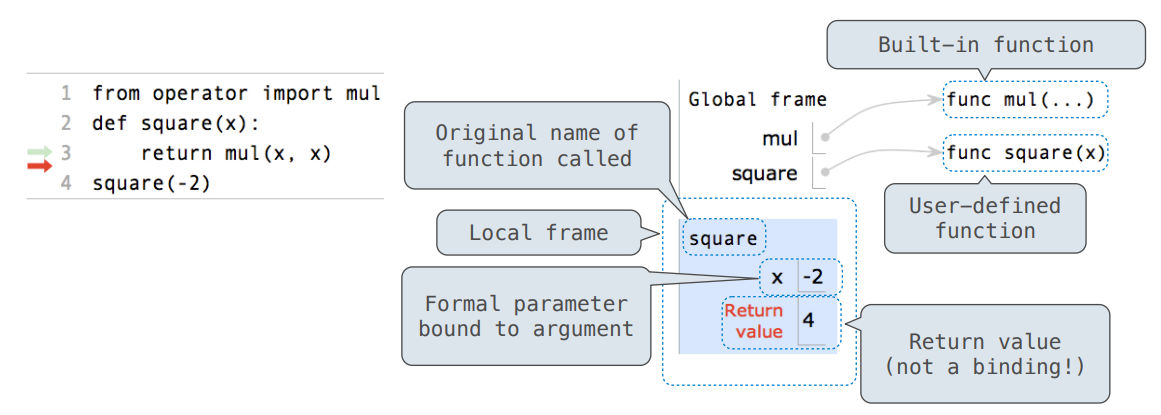 1 from operator import mul
2 def square(x):
3 return mul(x, x)
4 square(-2)
Built-in function
Global frame
func mul(...)
mul
func square(x)
square
User-defined
function
Original name of
function called
Local frame
square
Formal parameter
bound to argument
x -2
Return
value
4
Return value
(not a binding!)